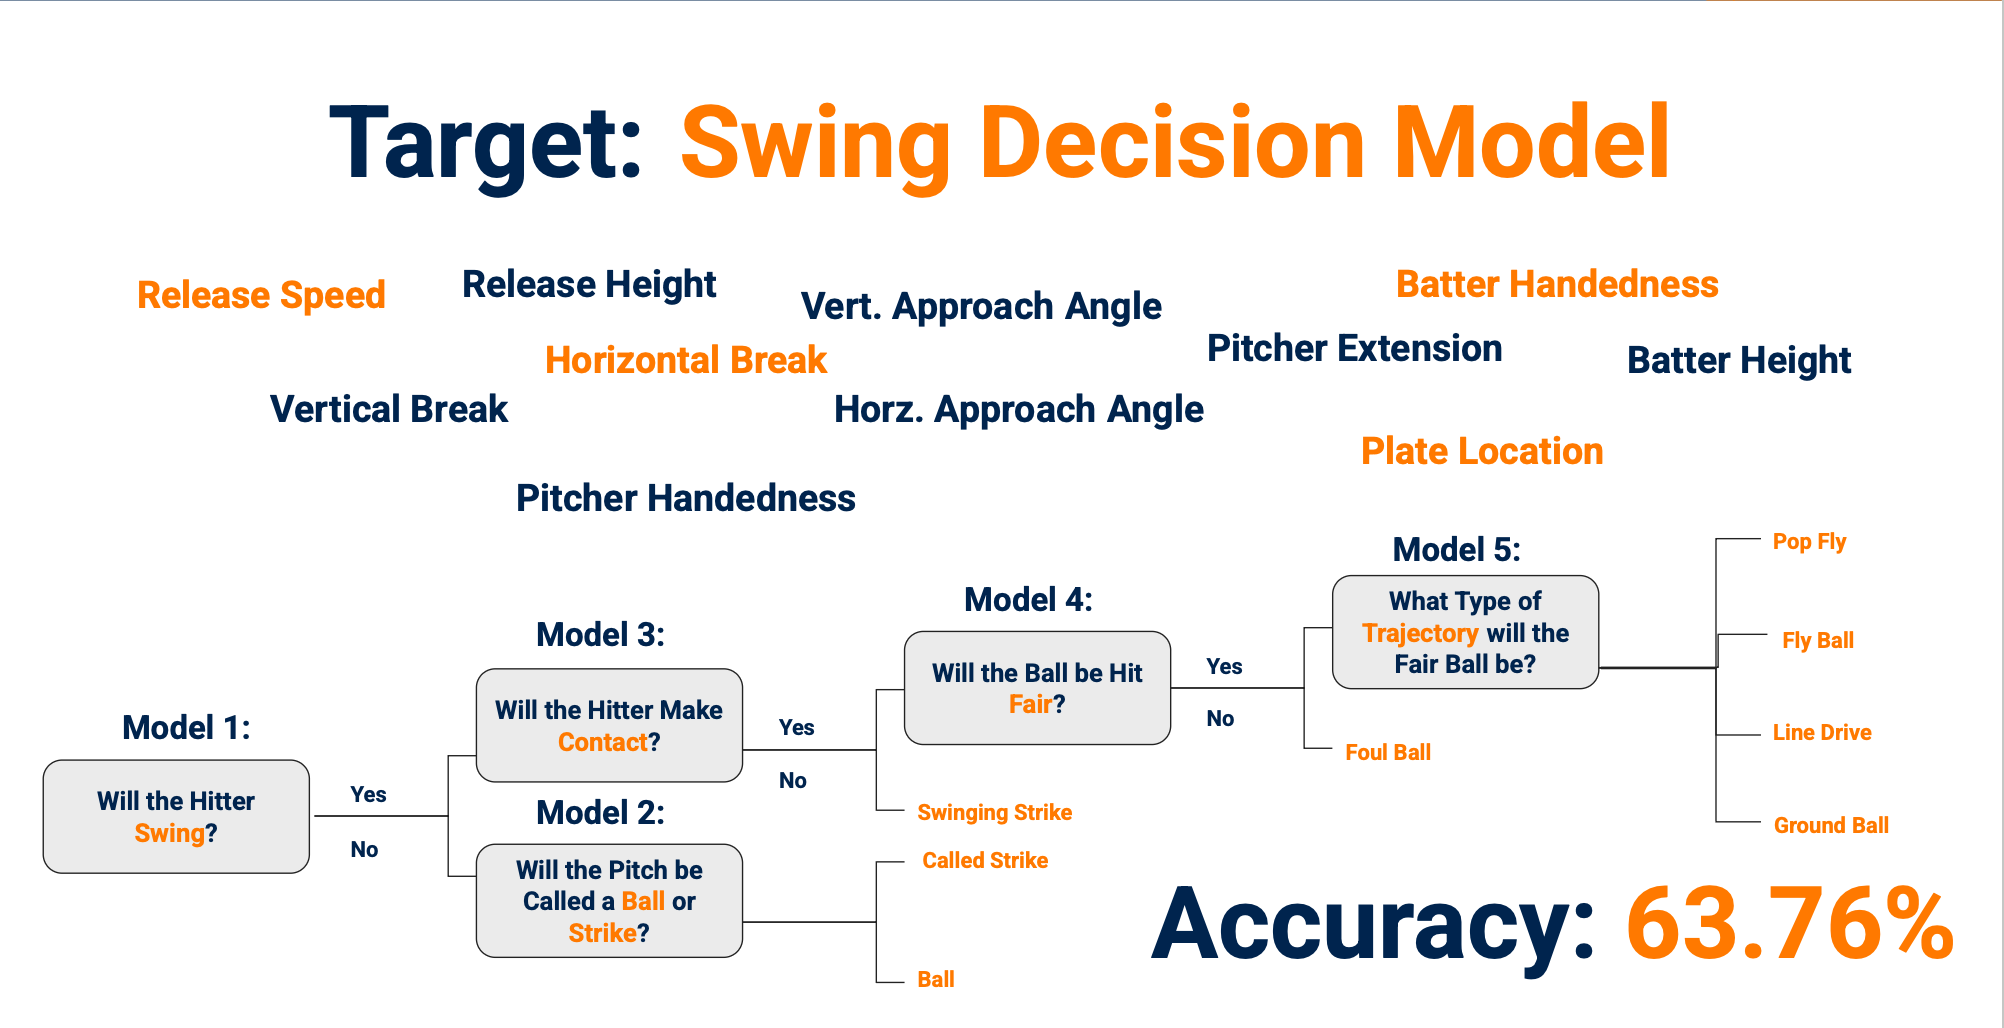 Target: Swing Decision Model
Release Speed
Release Height
Vert. Approach Angle
Batter Handedness
Horizontal Break
Pitcher Extension
Batter Height
Vertical Break
Horz. Approach Angle
Plate Location
Pitcher Handedness
Model 1:
Will the Hitter
Swing?
Yes
No
Model 3:
Will the Hitter Make
Contact?
Yes
No
Model 2:
Will the Pitch be
Called a Ball or
Strike?
Model 4:
Will the Ball be Hit
Fair?
Yes
No
Swinging Strike
Called Strike
Ball
Model 5:
What Type of
Trajectory will the
Fair Ball be?
Foul Ball
Pop Fly
Fly Ball
Line Drive
Ground Ball
Accuracy: 63.76%